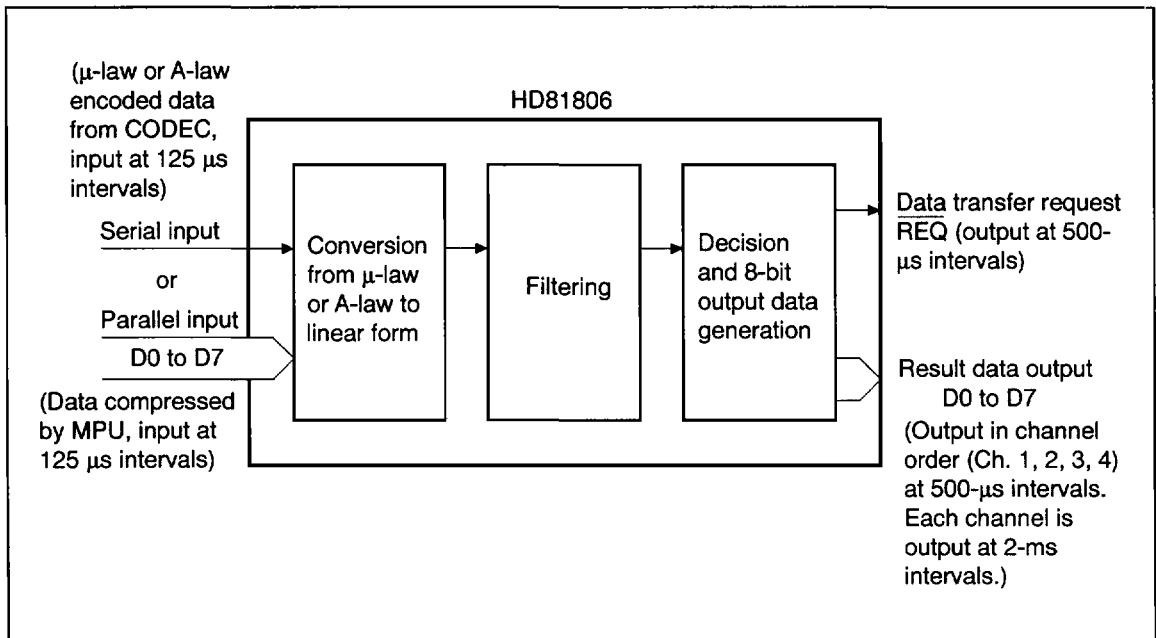 (μ-law or A-law
encoded data
from CODEC,
input at 125 μs
intervals)
HD81806
Serial input
or
Parallel input
D0 to D7
(Data compressed
by MPU, input at
125 μs intervals)
Conversion
from μ-law
or A-law to
linear form
Filtering
Decision
and 8-bit
output data
generation
Data transfer request
REQ (output at 500-
μs intervals)
Result data output
D0 to D7
(Output in channel
order (Ch. 1, 2, 3, 4)
at 500-μs intervals.
Each channel is
output at 2-ms
intervals.)